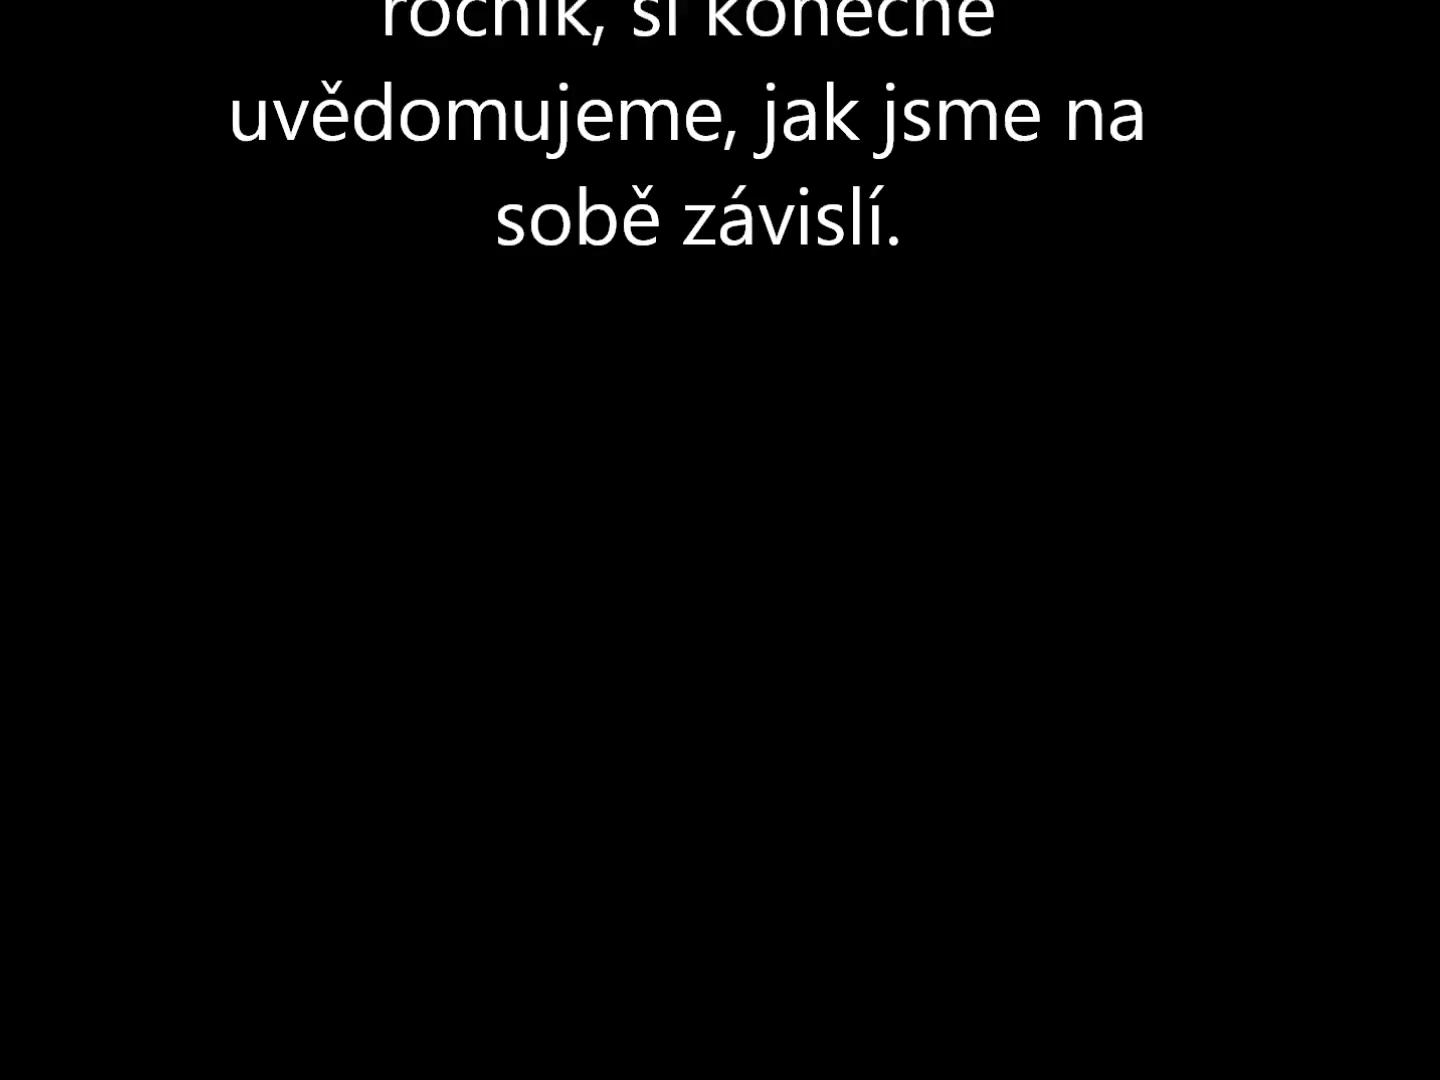 ročník, si konečně
uvědomujeme, jak jsme na
sobě závislí.